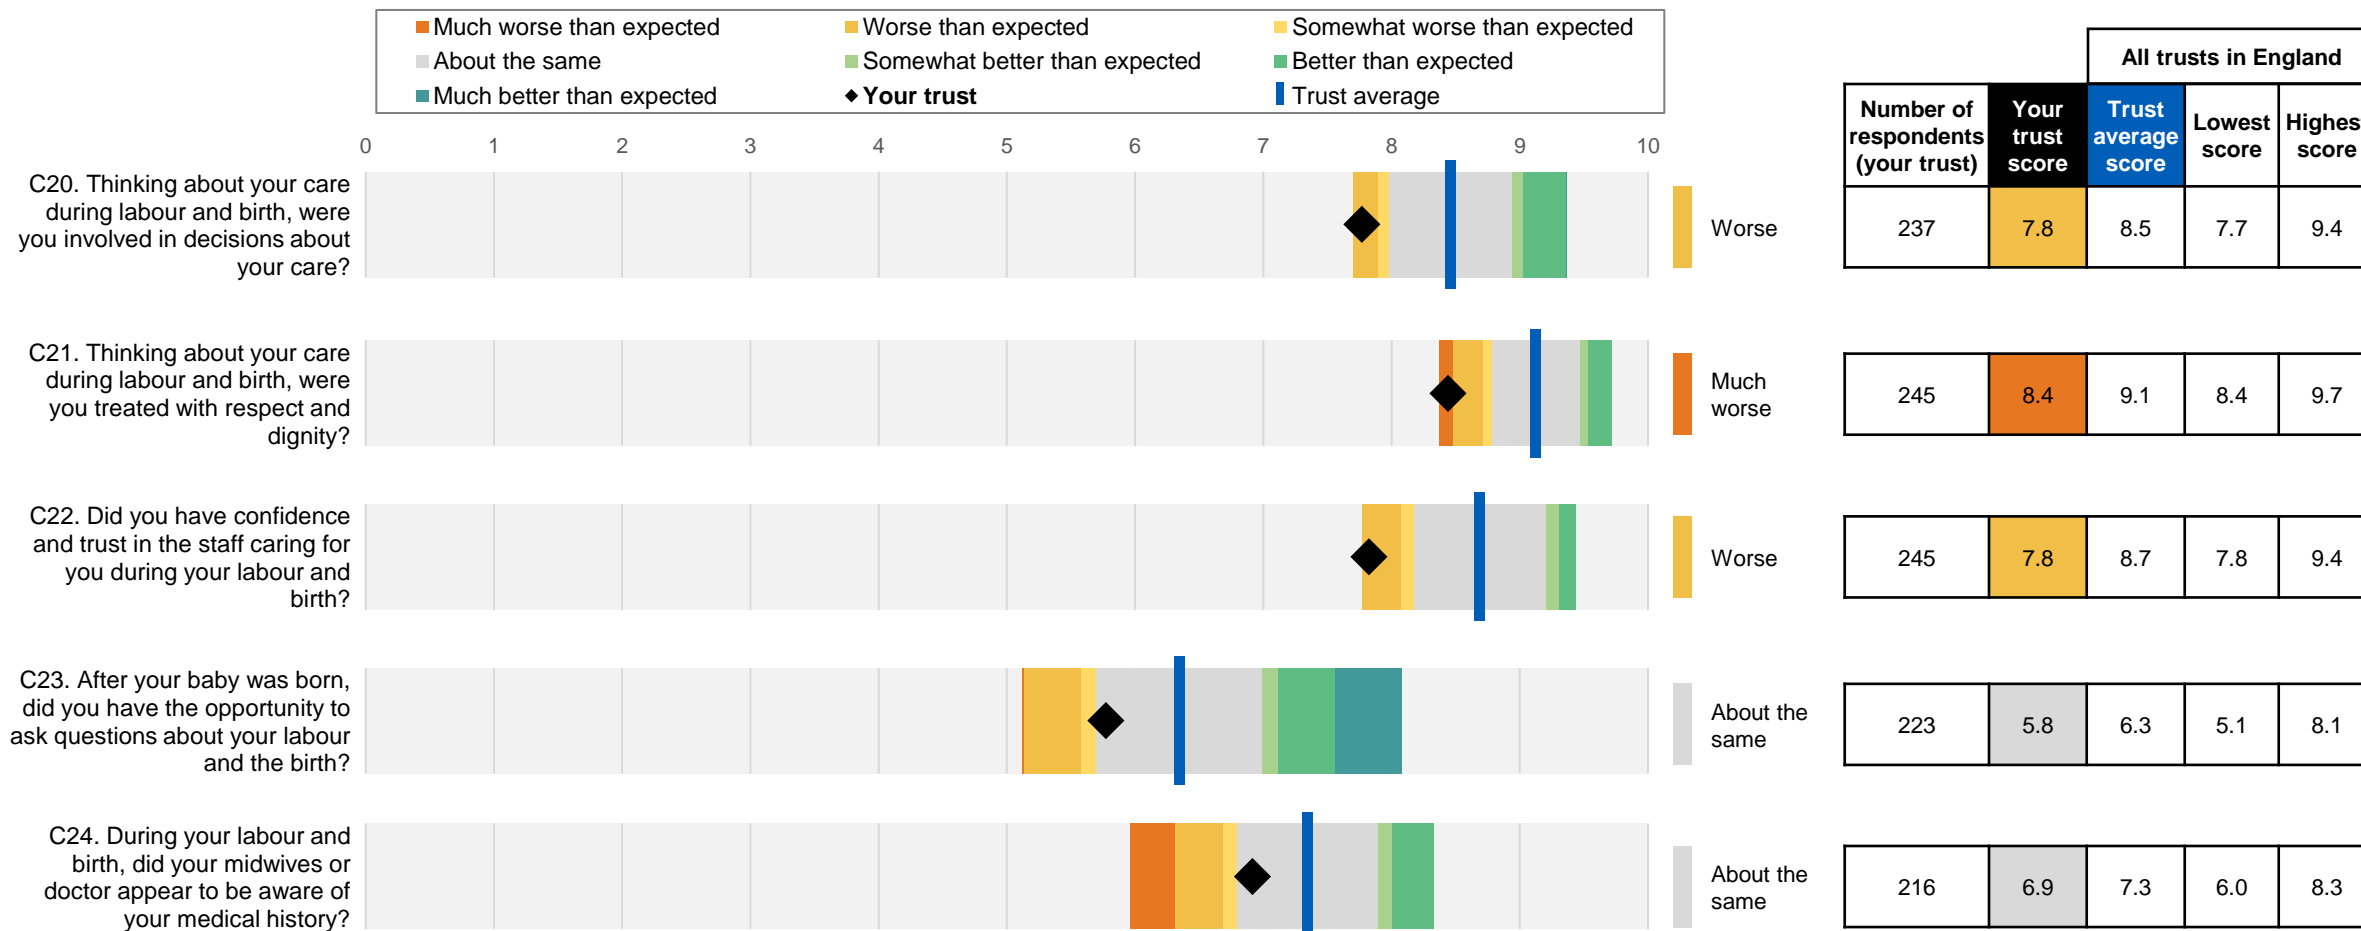 Much worse than expected
Worse than expected
Somewhat worse than expected
About the same
Somewhat better than expected
Better than expected
Much better than expected
Your trust
Trust average
All trusts in England
Number of
respondents
(your trust)
Your
trust
score
Trust
average
score
Lowest
score
Highest
score
0 1 2 3 4 5 6 7 8 9 10
C20. Thinking about your care
during labour and birth, were
you involved in decisions about
your care?
Worse
237 7.8 8.5 7.7 9.4
C21. Thinking about your care
during labour and birth, were
you treated with respect and
dignity?
Much
worse
245 8.4 9.1 8.4 9.7
C22. Did you have confidence
and trust in the staff caring for
you during your labour and
birth?
Worse
245 7.8 8.7 7.8 9.4
C23. After your baby was born,
did you have the opportunity to
ask questions about your labour
and the birth?
About the
same
223 5.8 6.3 5.1 8.1
C24. During your labour and
birth, did your midwives or
doctor appear to be aware of
your medical history?
About the
same
216 6.9 7.3 6.0 8.3